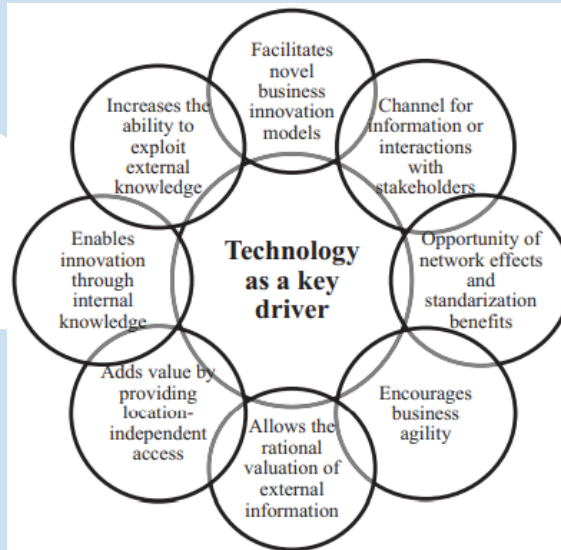 Facilitates
novel
business
innovation
models
Channel for
information or
interactions
with
stakeholders
Opportunity of
network effects
and
standarization
benefits
Encourages
business
agility
Allows the
rational
valuation of
external
information
Adds value by
providing
location-
independent
access
Enables
innovation
through
internal
knowledge
Increases the
ability to
exploit
external
knowledge
Technology
as a key
driver